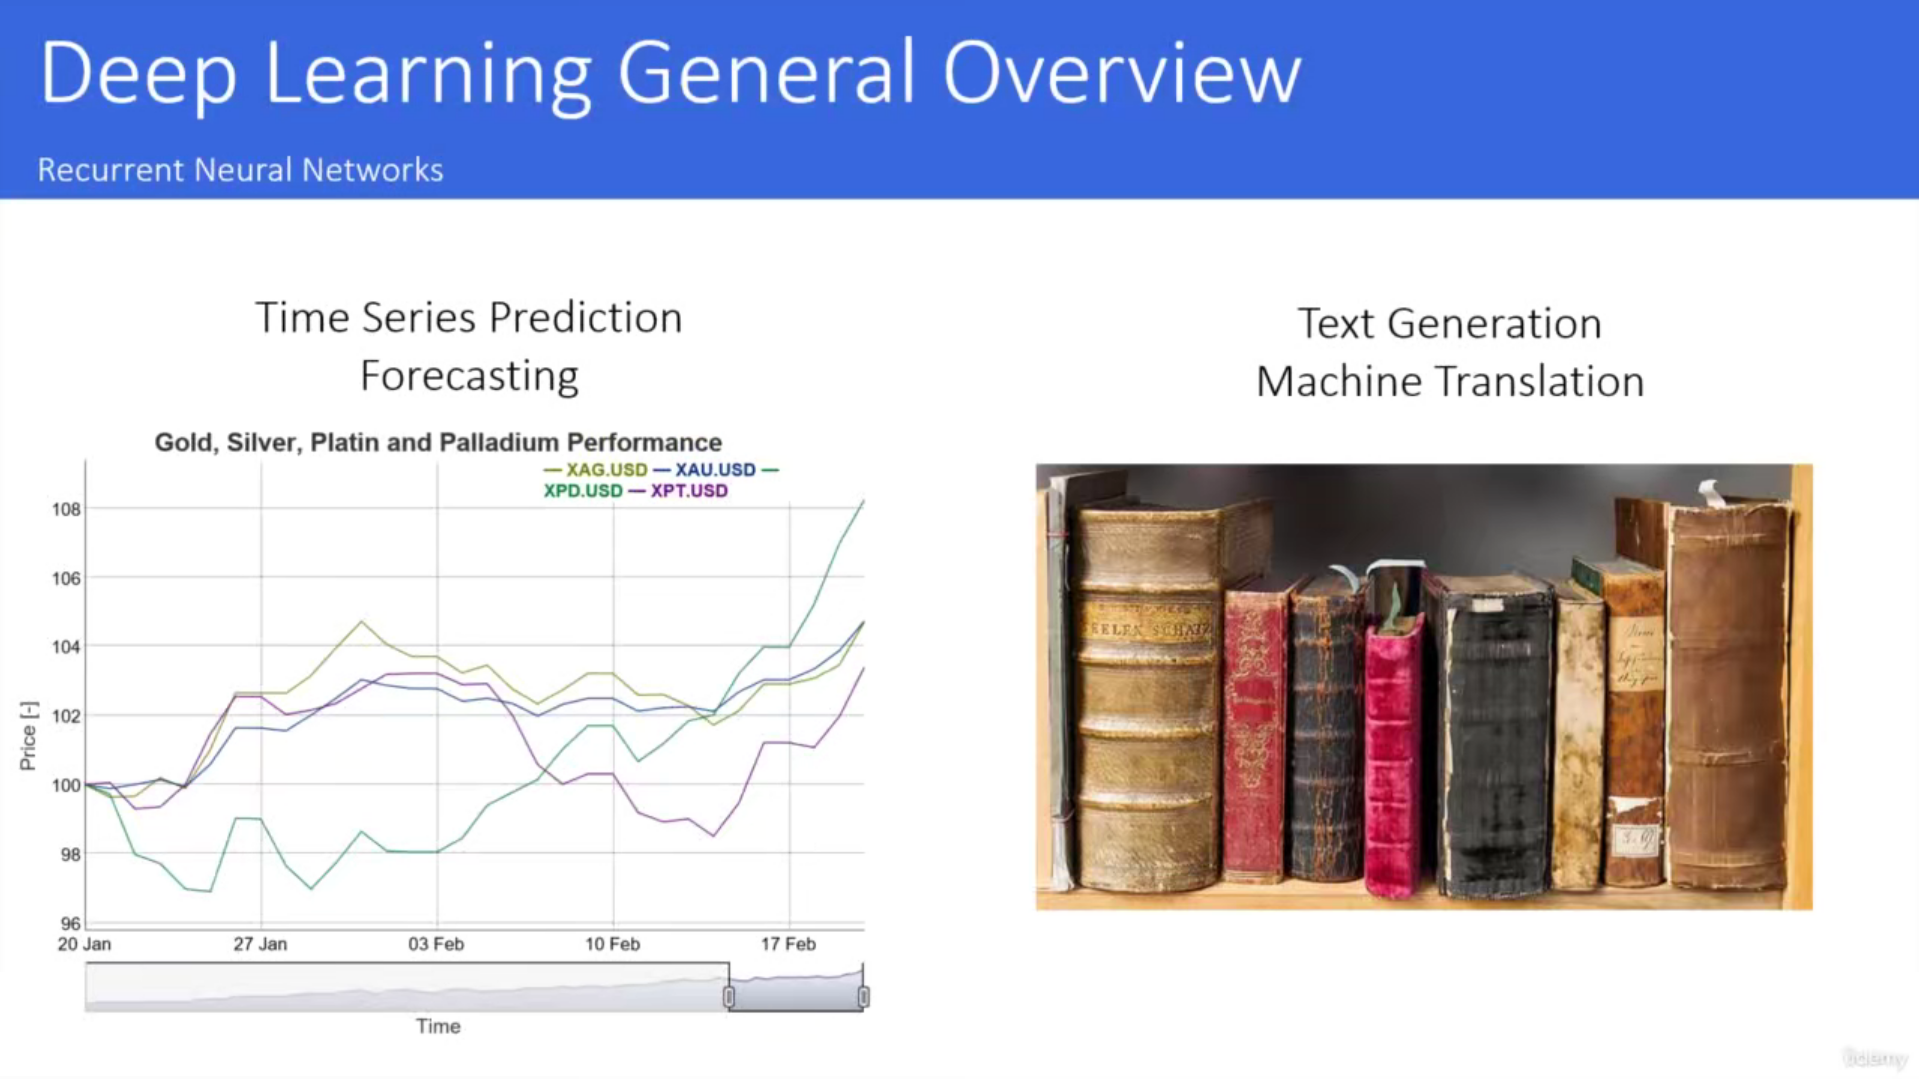 Deep Learning General Overview
Recurrent Neural Networks
Time Series Prediction
Forecasting
Gold, Silver, Platin and Palladium Performance
— XAG.USD — XAU.USD —
XPD.USD — XPT.USD
108
106
104
102
100
98
96
Price [-]
20 Jan
27 Jan
03 Feb
10 Feb
17 Feb
Time
Text Generation
Machine Translation
SCHATZ
udemy